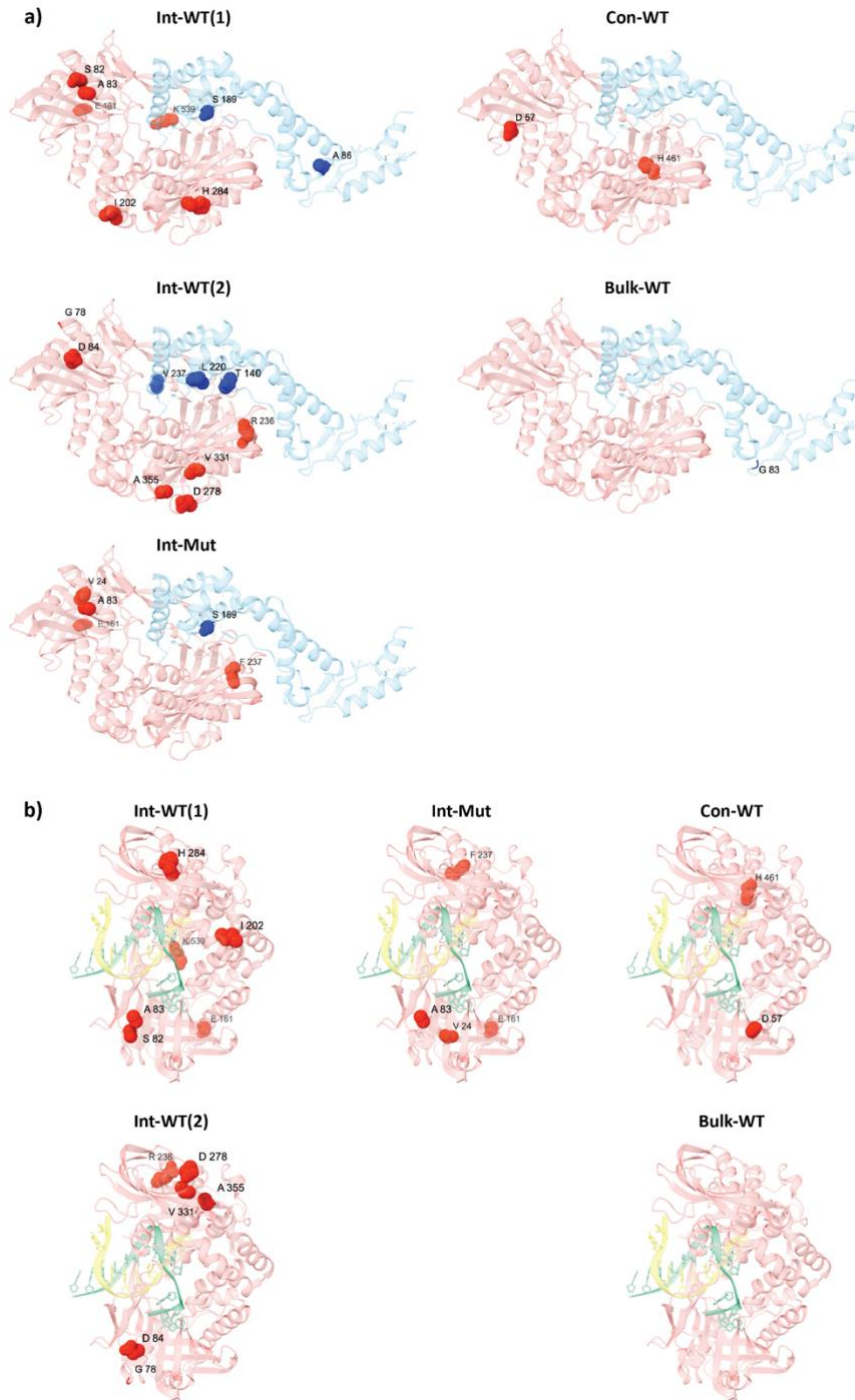 a)
Int-WT(1)
Con-WT
S 82
A 83
E 161
K 539
S 189
A 86
I 202
H 284
D 57
H 461
Int-WT(2)
Bulk-WT
G 78
D 84
V 237
L 220
T 140
R 236
V 331
A 355
D 278
G 83
Int-Mut
V 24
A 83
E 161
S 189
F 237
b)
Int-WT(1)
Int-Mut
Con-WT
H 284
I 202
K 539
A 83
S 82
E 161
F 237
A 83
V 24
E 161
H 461
D 57
Int-WT(2)
Bulk-WT
R 236
D 278
A 355
V 331
D 84
G 78